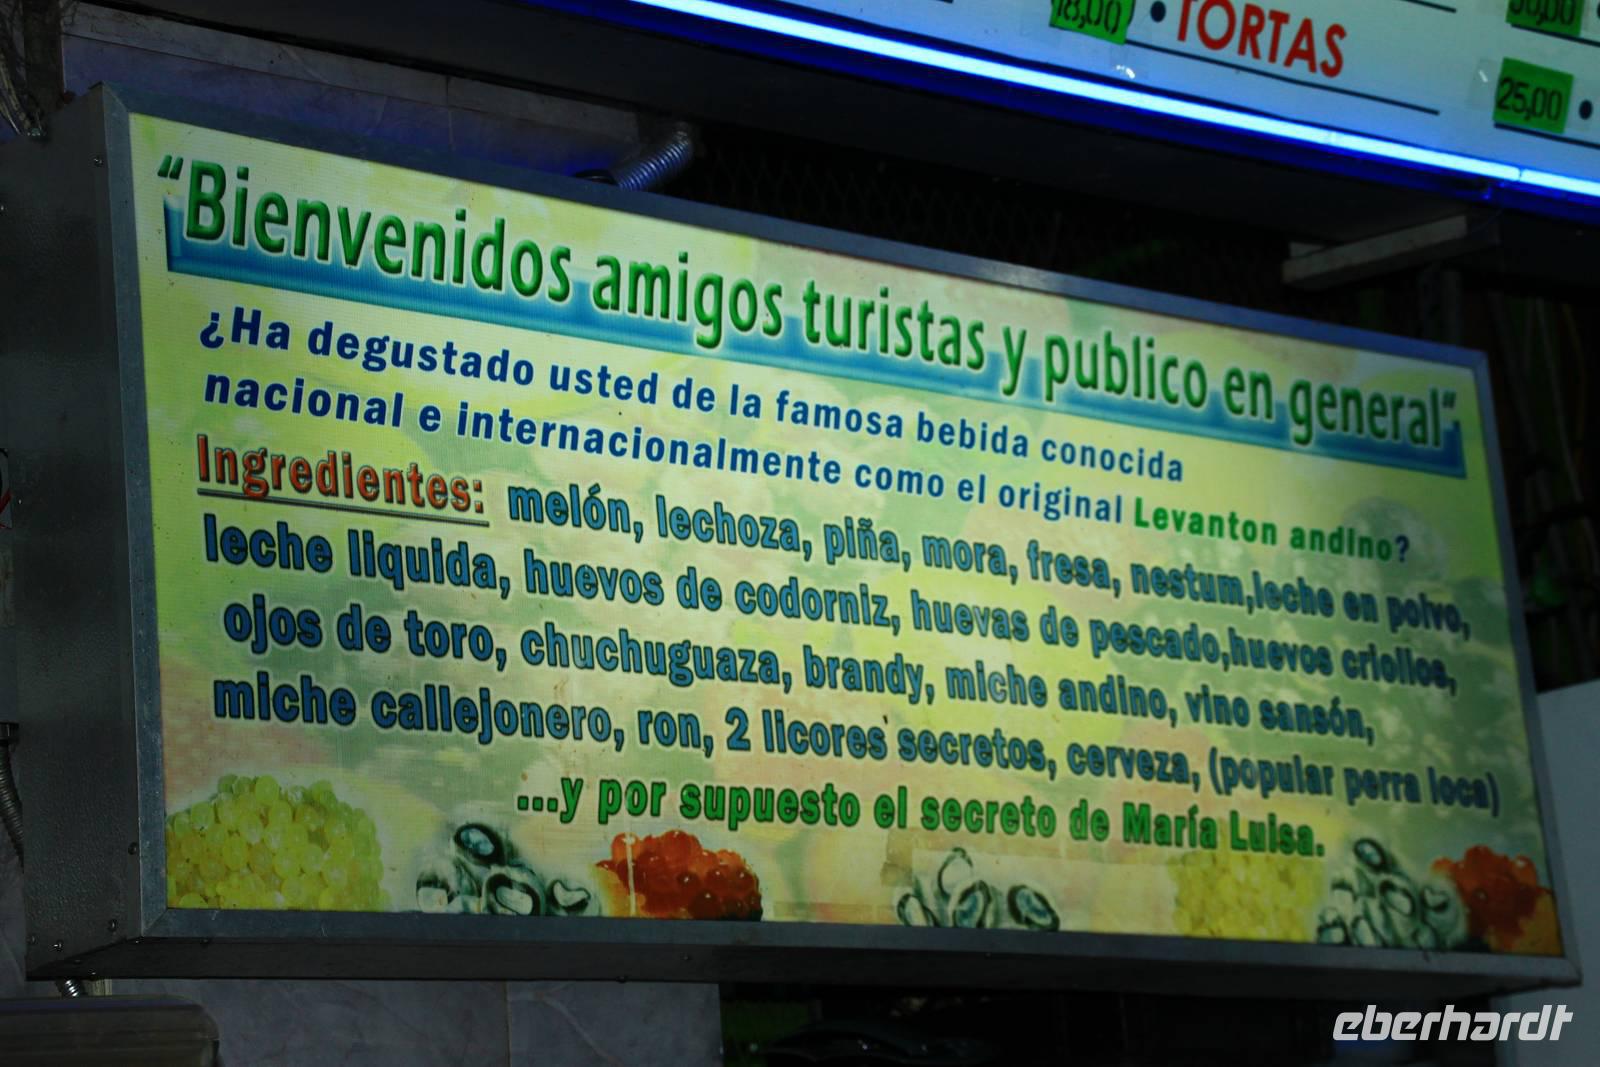 18,00 • TORTAS
30,00
25,00 •
“Bienvenidos amigos turistas y publico en general“
¿Ha degustado usted de la famosa bebida conocida
nacional e internacionalmente como el original Levanton andino?
Ingredientes: melón, lechoza, piña, mora, fresa, nestum,leche en polvo,
leche liquida, huevos de codorniz, huevas de pescado,huevos criollos,
ojos de toro, chuchuguaza, brandy, miche andino, vino sansón,
miche callejonero, ron, 2 licores secretos, cerveza, (popular perra loca)
...y por supuesto el secreto de María Luisa.
eberhardt